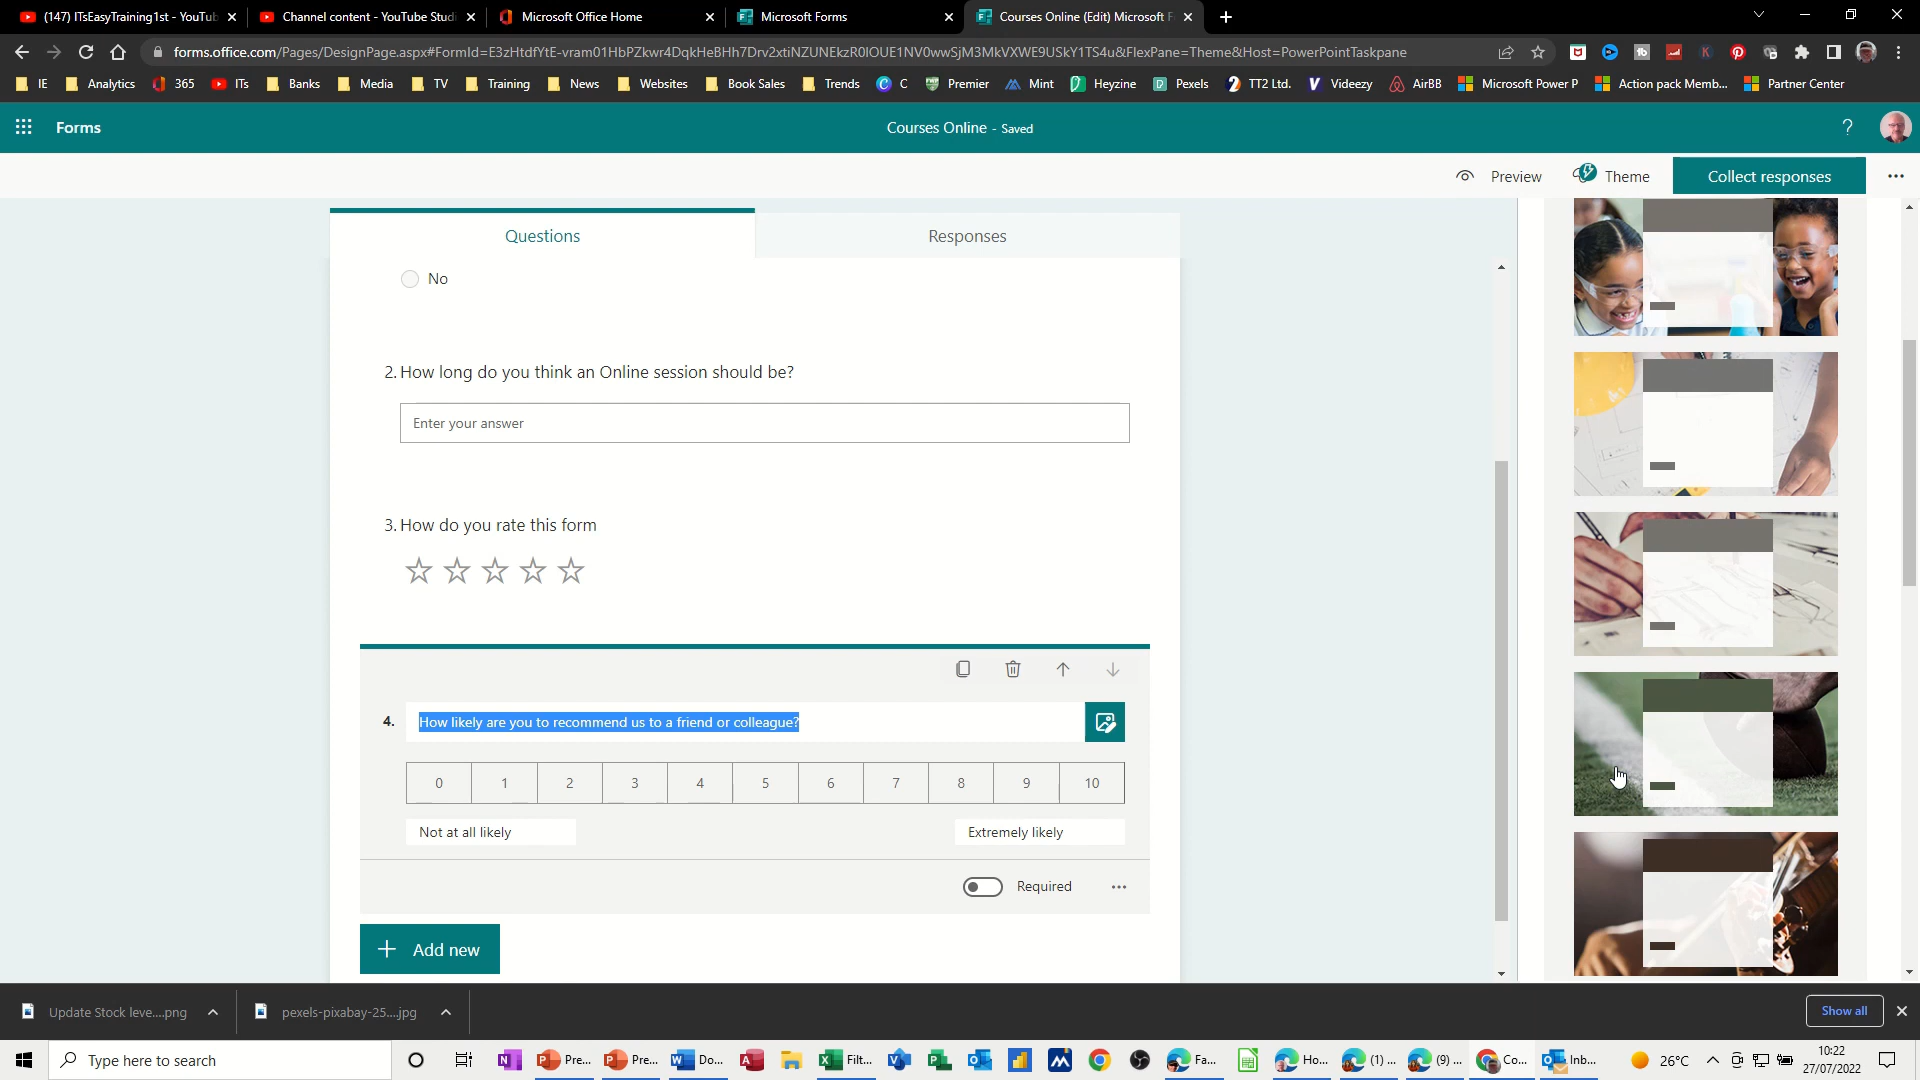 (147) ITsEasyTraining1st - YouTub
Channel content - YouTube Studi
Microsoft Office Home
Microsoft Forms
Courses Online (Edit) Microsoft F
forms.office.com/Pages/DesignPage.aspx#FormId=E3zHtdfYtE-vram01HbPZkwr4DqkHeBHh7Drv2xtiNZUNEkzR0lOUE1NV0wwSjM3MkVXWE9USkY1TS4u&FlexPane=Theme&Host=PowerPointTaskpane
IE Analytics 365 ITs Banks Media TV Training News Websites Book Sales Trends C Premier Mint Heyzine Pexels TT2 Ltd. Videezy AirBB Microsoft Power P Action pack Memb... Partner Center
Forms
Courses Online - Saved
?
Preview
Theme
Collect responses
Questions
Responses
No
2. How long do you think an Online session should be?
Enter your answer
3. How do you rate this form
4. How likely are you to recommend us to a friend or colleague?
0 1 2 3 4 5 6 7 8 9 10
Not at all likely
Extremely likely
Required
Add new
Update Stock leve....png
pexels-pixabay-25....jpg
Show all
Type here to search
Pre...
Pre...
Do...
Filt...
Fa...
Ho...
(1) ...
(9) ...
Co...
Inb...
26°C
10:22
27/07/2022